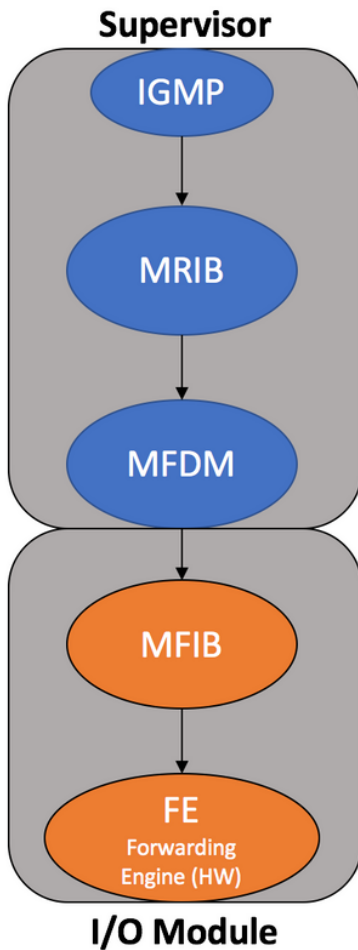 Supervisor
IGMP
MRIB
MFDM
MFIB
FE
Forwarding
Engine (HW)
I/O Module